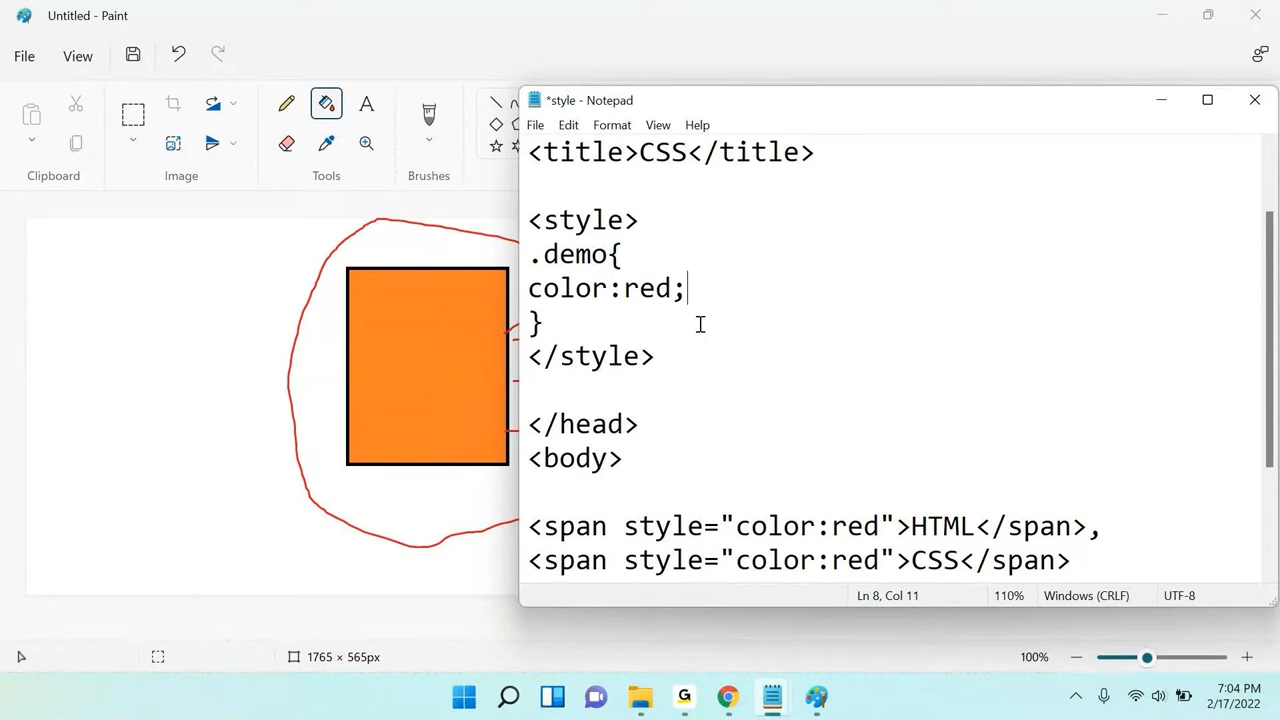 Untitled - Paint
File View
Clipboard Image Tools Brushes
*style - Notepad
File Edit Format View Help
<title>CSS</title>
<style>
.demo{
color:red;
}
</style>
</head>
<body>
<span style="color:red">HTML</span>,
<span style="color:red">CSS</span>
Ln 8, Col 11 110% Windows (CRLF) UTF-8
1765 × 565px 100%
G
7:04 PM
2/17/2022